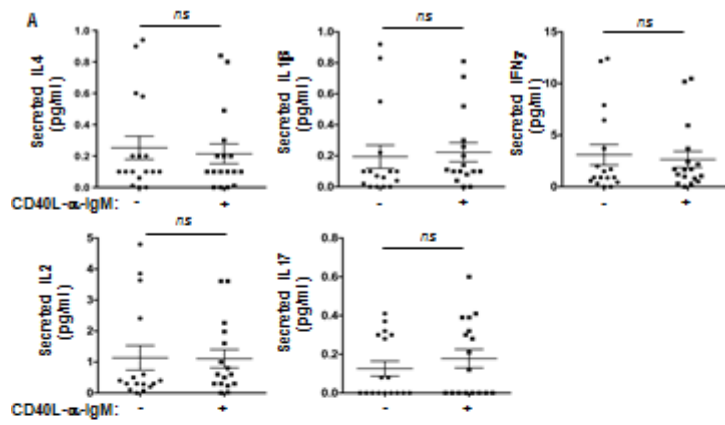 A
ns
ns
ns
Secreted IL4
(pg/ml)
1.0
0.8
0.6
0.4
0.2
0.0
Secreted IL1β
(pg/ml)
1.0
0.8
0.6
0.4
0.2
0.0
Secreted IFNγ
(pg/ml)
15
10
5
0
CD40L-α-IgM: - + - + - +
ns
ns
Secreted IL2
(pg/ml)
5
4
3
2
1
0
Secreted IL17
(pg/ml)
0.8
0.6
0.4
0.2
0.0
CD40L-α-IgM: - + - +